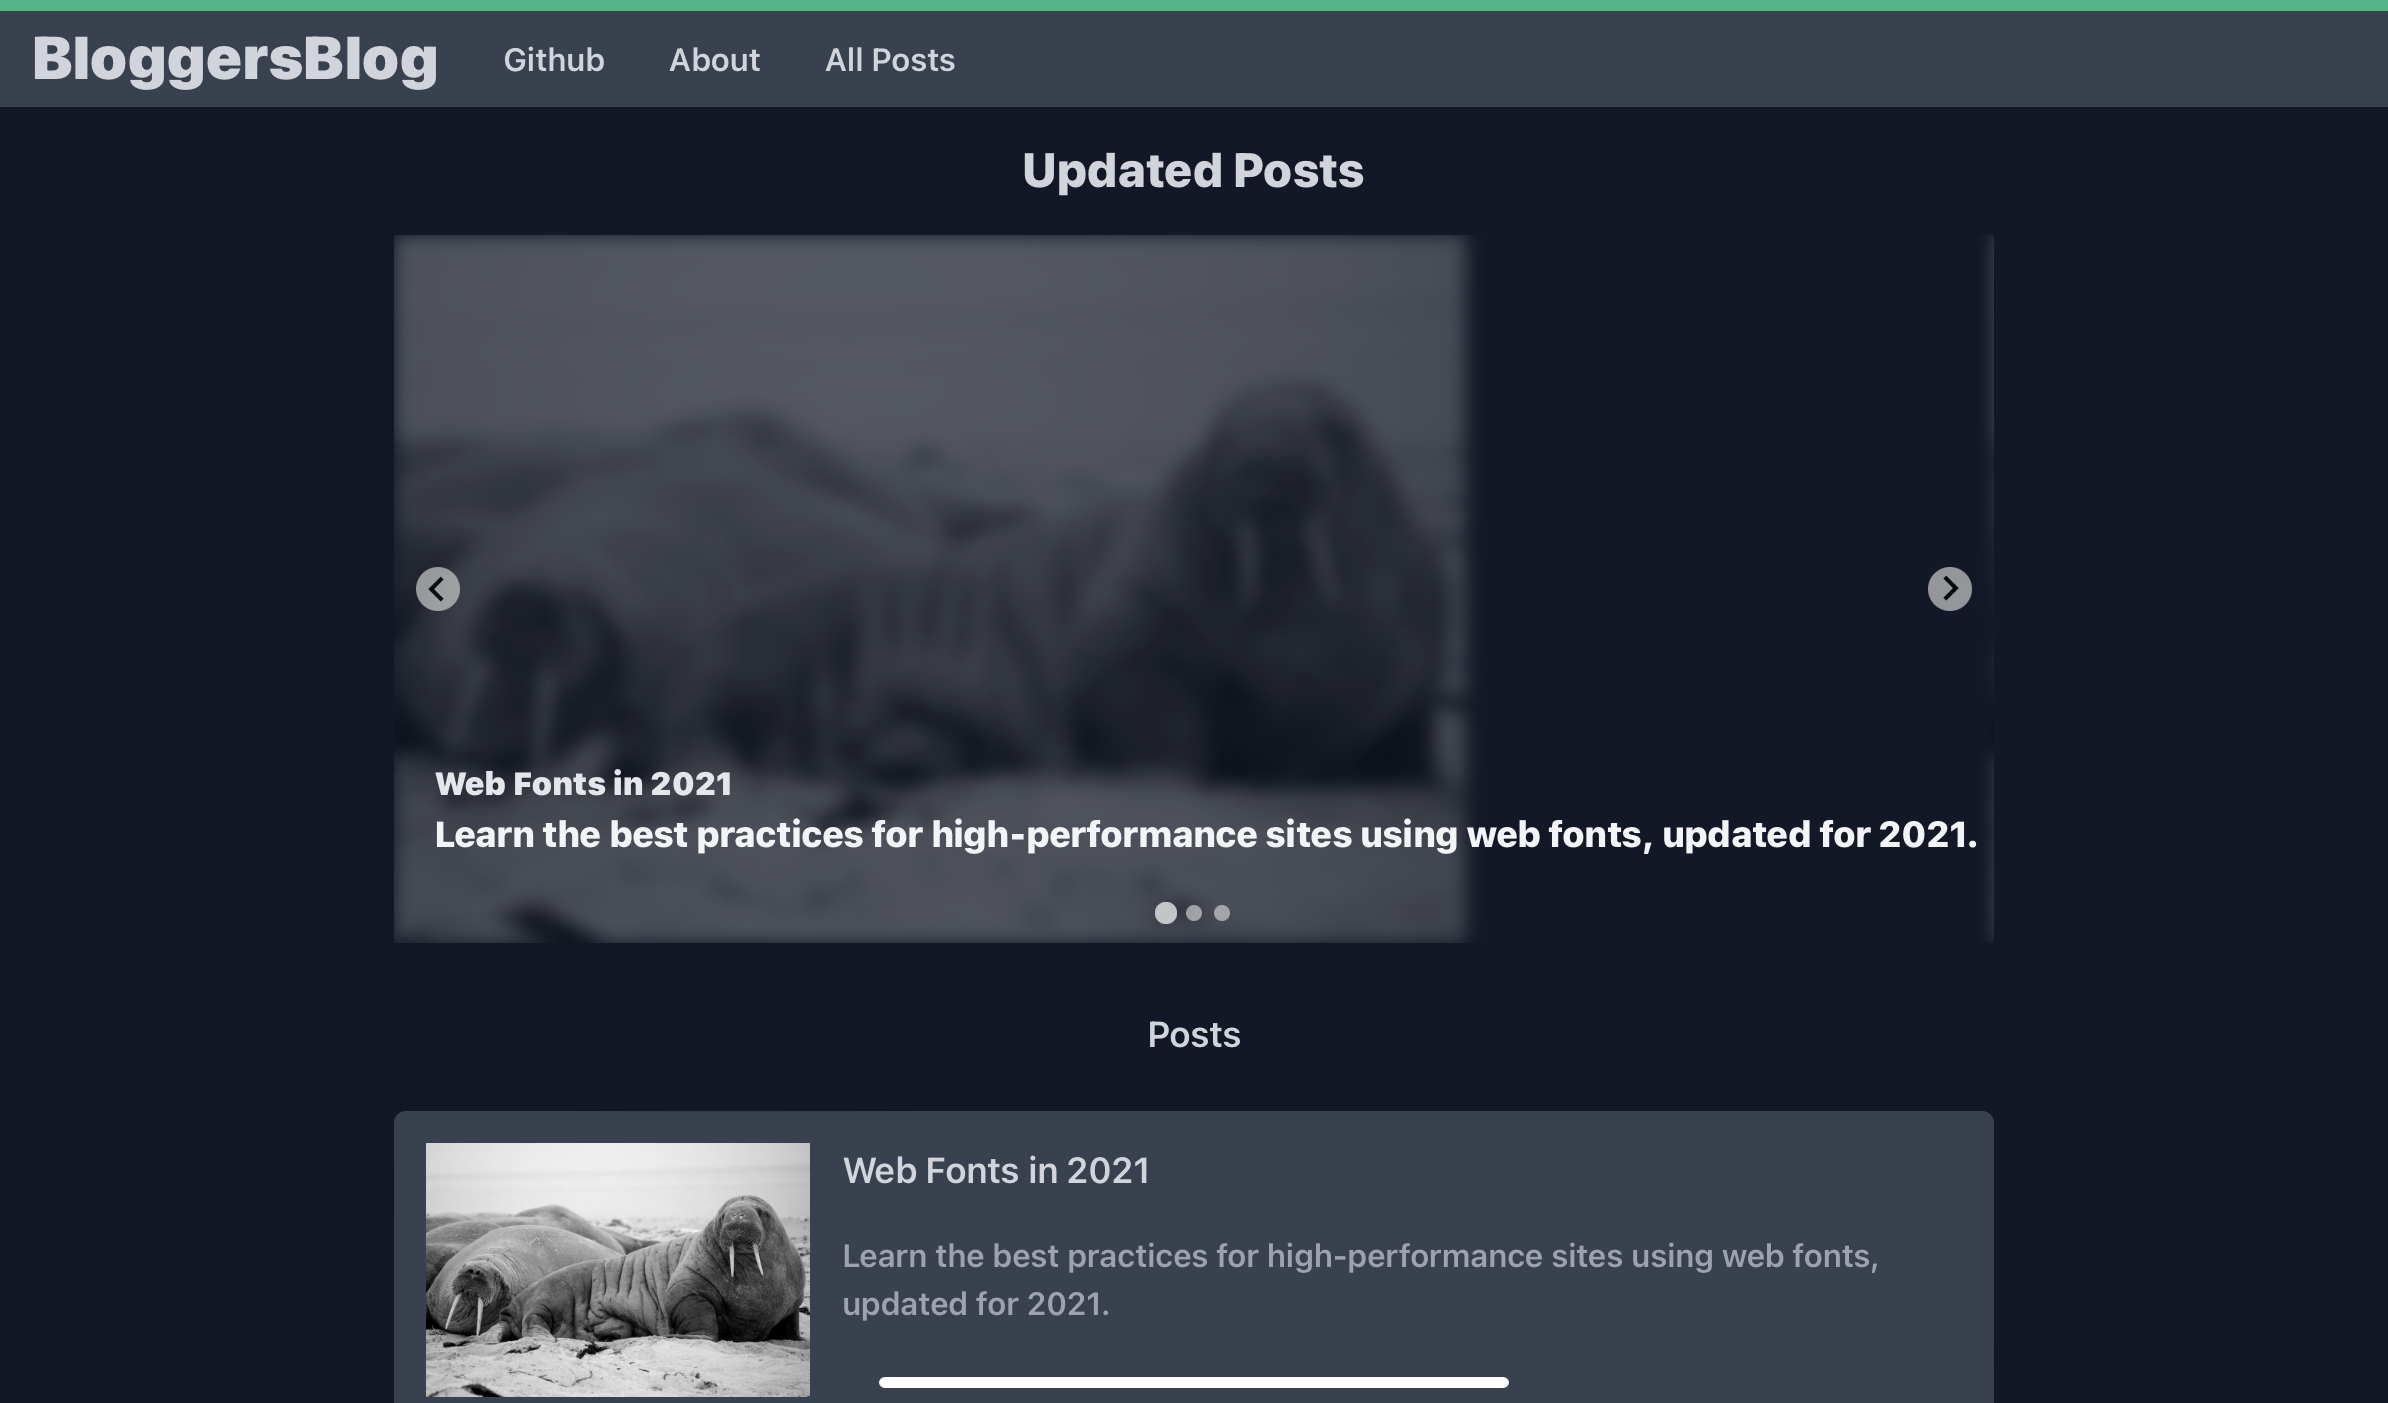 BloggersBlog Github About All Posts
Updated Posts
Web Fonts in 2021
Learn the best practices for high-performance sites using web fonts, updated for 2021.
Posts
Web Fonts in 2021
Learn the best practices for high-performance sites using web fonts,
updated for 2021.